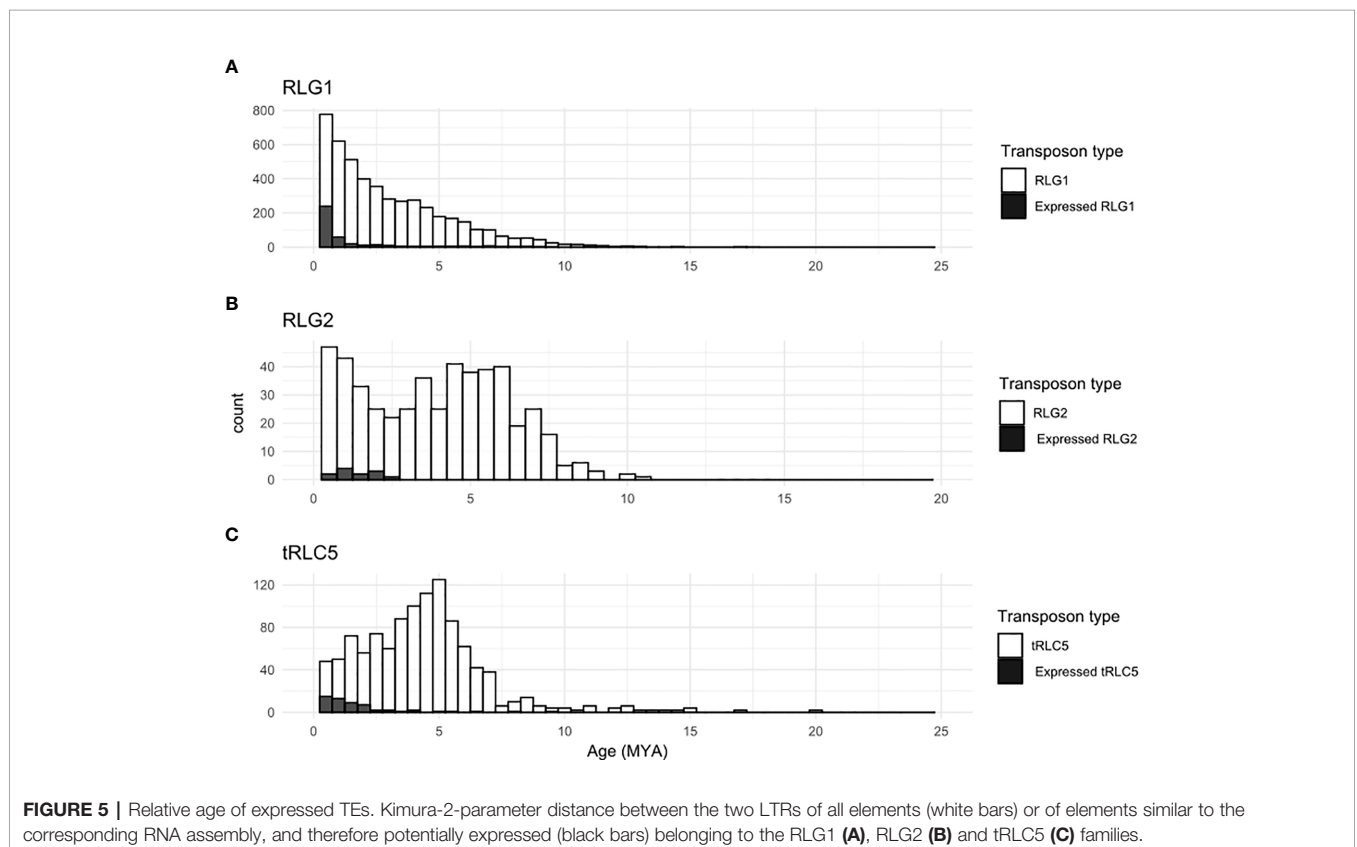 A
RLG1
800
600
400
200
0
0 5 10 15 20 25
Transposon type
RLG1
Expressed RLG1
B
RLG2
count
40
30
20
10
0
0 5 10 15 20
Transposon type
RLG2
Expressed RLG2
C
tRLC5
120
80
40
0
0 5 10 15 20 25
Age (MYA)
Transposon type
tRLC5
Expressed tRLC5
FIGURE 5 | Relative age of expressed TEs. Kimura-2-parameter distance between the two LTRs of all elements (white bars) or of elements similar to the
corresponding RNA assembly, and therefore potentially expressed (black bars) belonging to the RLG1 (A), RLG2 (B) and tRLC5 (C) families.